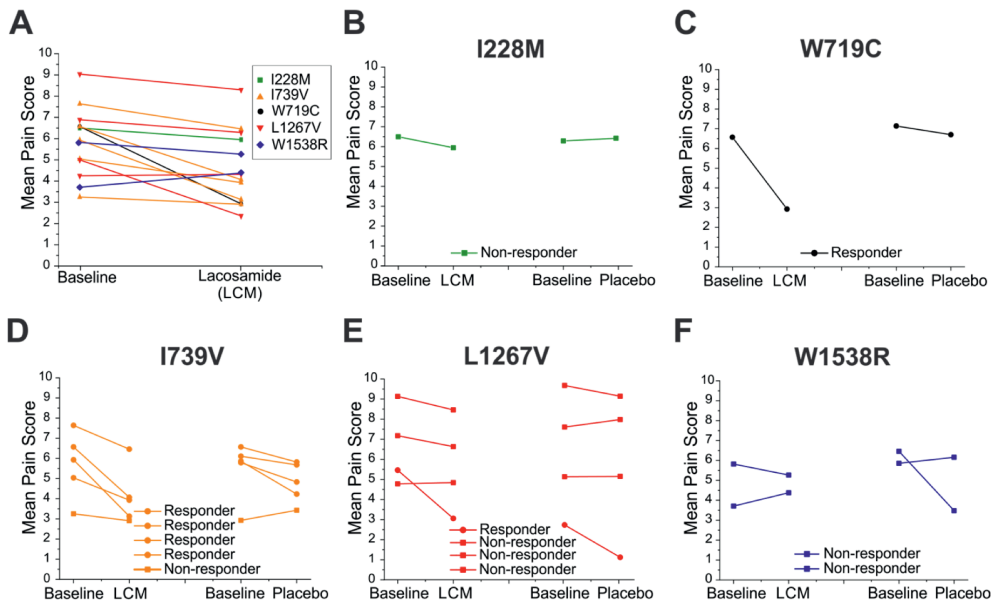 A
Mean Pain Score
10
9
8
7
6
5
4
3
2
1
0
Baseline
Lacosamide
(LCM)
I228M
I739V
W719C
L1267V
W1538R
B
I228M
Mean Pain Score
10
9
8
7
6
5
4
3
2
1
0
Non-responder
Baseline LCM Baseline Placebo
C
W719C
Mean Pain Score
10
9
8
7
6
5
4
3
2
1
0
Responder
Baseline LCM Baseline Placebo
D
I739V
Mean Pain Score
10
9
8
7
6
5
4
3
2
1
0
Responder
Responder
Responder
Responder
Non-responder
Baseline LCM Baseline Placebo
E
L1267V
Mean Pain Score
10
9
8
7
6
5
4
3
2
1
0
Responder
Non-responder
Non-responder
Non-responder
Baseline LCM Baseline Placebo
F
W1538R
Mean Pain Score
10
9
8
7
6
5
4
3
2
1
0
Non-responder
Non-responder
Baseline LCM Baseline Placebo